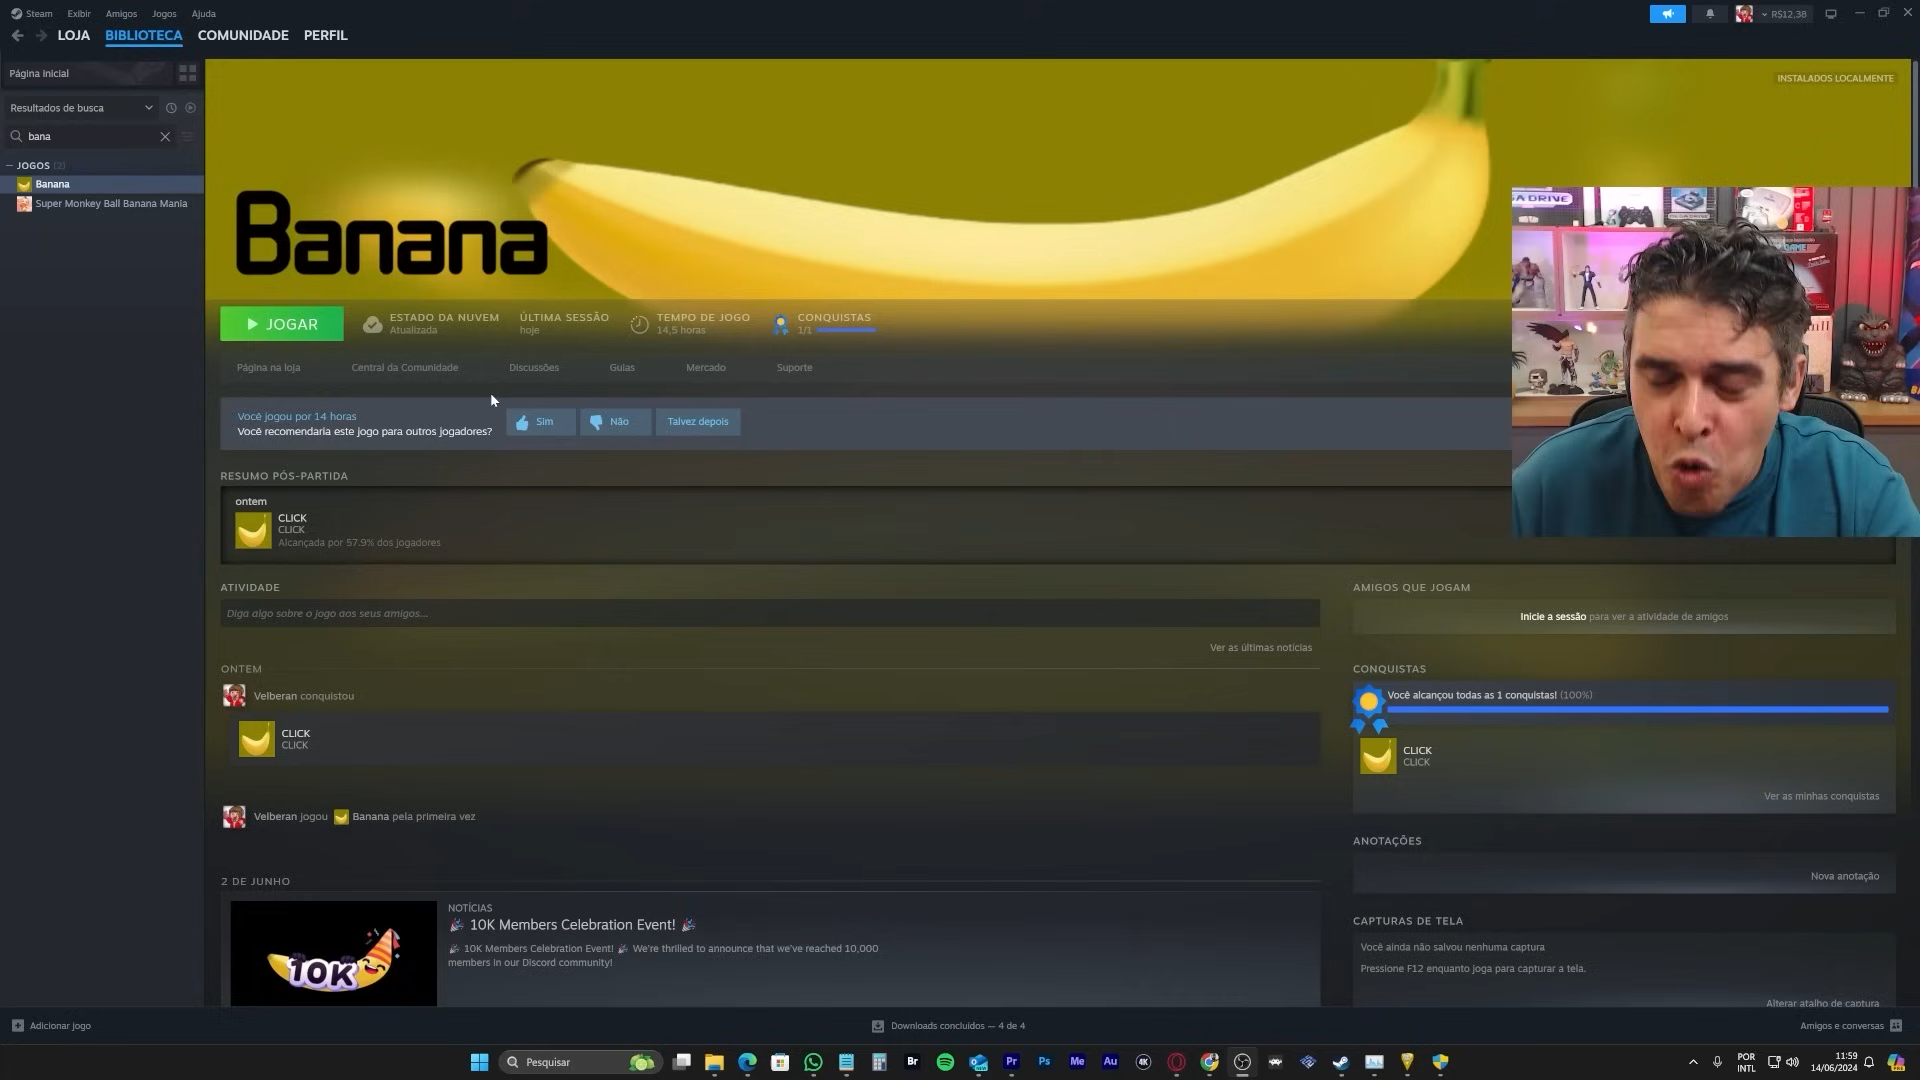 Steam Exibir Amigos Jogos Ajuda
R$12,38
LOJA BIBLIOTECA COMUNIDADE PERFIL
Página inicial
INSTALADOS LOCALMENTE
Resultados de busca
bana
JOGOS (2)
Banana
Super Monkey Ball Banana Mania
Banana
JOGAR
ESTADO DA NUVEM
Atualizada
ÚLTIMA SESSÃO
hoje
TEMPO DE JOGO
14,5 horas
CONQUISTAS
1/1
Página na loja Central da Comunidade Discussões Guias Mercado Suporte
Você jogou por 14 horas
Você recomendaria este jogo para outros jogadores?
Sim Não Talvez depois
RESUMO PÓS-PARTIDA
ontem
CLICK
CLICK
Alcançada por 57.9% dos jogadores
ATIVIDADE
Diga algo sobre o jogo aos seus amigos...
Ver as últimas notícias
ONTEM
Velberan conquistou
CLICK
CLICK
Velberan jogou Banana pela primeira vez
2 DE JUNHO
10K
NOTÍCIAS
🎉 10K Members Celebration Event! 🎉
🎉 10K Members Celebration Event! 🎉 We're thrilled to announce that we've reached 10,000
members in our Discord community!
AMIGOS QUE JOGAM
Inicie a sessão para ver a atividade de amigos
CONQUISTAS
Você alcançou todas as 1 conquistas! (100%)
CLICK
CLICK
Ver as minhas conquistas
ANOTAÇÕES
Nova anotação
CAPTURAS DE TELA
Você ainda não salvou nenhuma captura
Pressione F12 enquanto joga para capturar a tela.
Alterar atalho de captura
Adicionar jogo
Downloads concluídos — 4 de 4
Amigos e conversas
Pesquisar
Br Pr Ps Me Au 4K
POR
INTL
11:59
14/06/2024